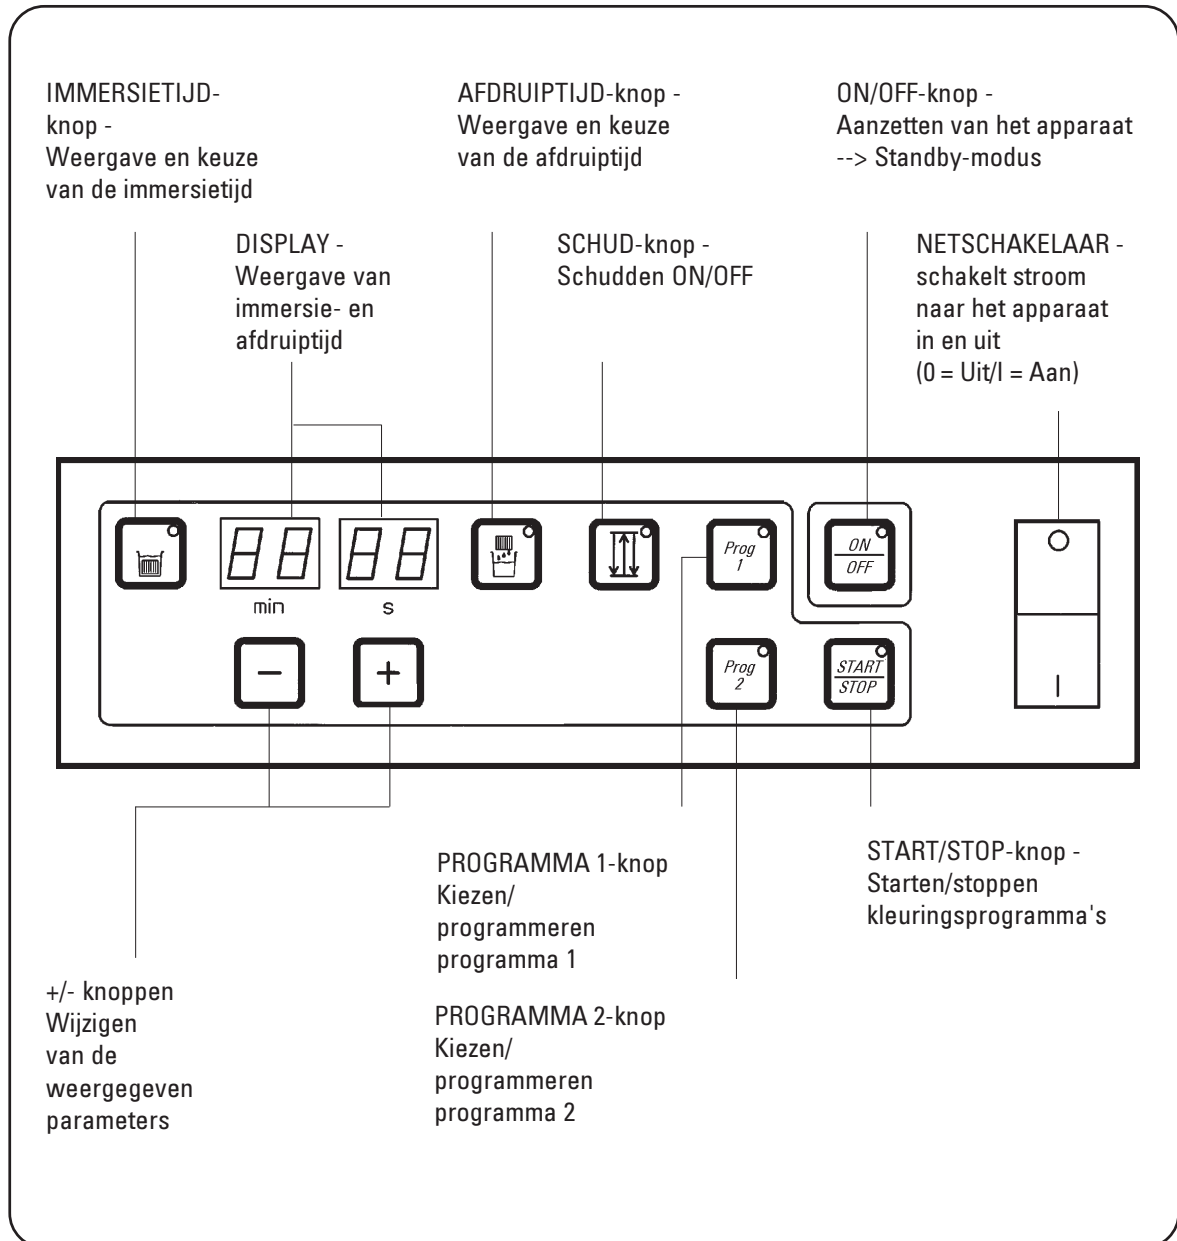 IMMERSIETIJD-
knop -
Weergave en keuze
van de immersietijd
AFDRUIPTIJD-knop -
Weergave en keuze
van de afdruiptijd
ON/OFF-knop -
Aanzetten van het apparaat
--> Standby-modus
DISPLAY -
Weergave van
immersie- en
afdruiptijd
SCHUD-knop -
Schudden ON/OFF
NETSCHAKELAAR -
schakelt stroom
naar het apparaat
in en uit
(0 = Uit/I = Aan)
88
88
min
s
Prog
1
ON
OFF
−
+
Prog
2
START
STOP
O
I
PROGRAMMA 1-knop
Kiezen/
programmeren
programma 1
START/STOP-knop -
Starten/stoppen
kleuringsprogramma's
+/- knoppen
Wijzigen
van de
weergegeven
parameters
PROGRAMMA 2-knop
Kiezen/
programmeren
programma 2